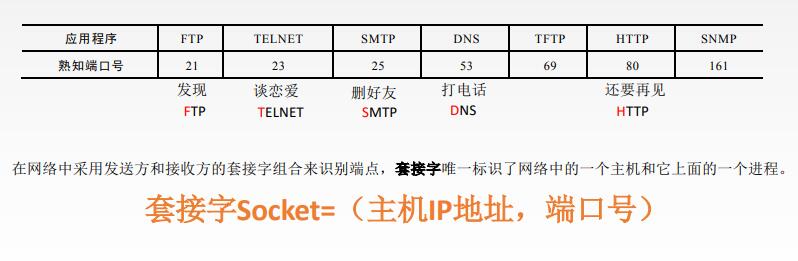 应用程序 FTP TELNET SMTP DNS TFTP HTTP SNMP
熟知端口号 21 23 25 53 69 80 161
发现 谈恋爱 删好友 打电话 还要再见
FTP TELNET SMTP DNS HTTP
在网络中采用发送方和接收方的套接字组合来识别端点，套接字唯一标识了网络中的一个主机和它上面的一个进程。
套接字Socket=（主机IP地址，端口号）